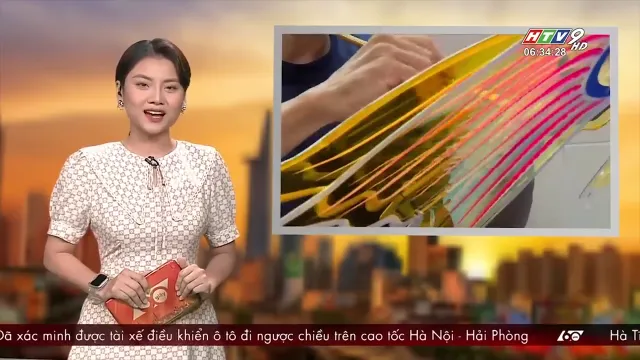 HTV9 HD
06:34:28
Đã xác minh được tài xế điều khiển ô tô đi ngược chiều trên cao tốc Hà Nội - Hải Phòng
Hà T